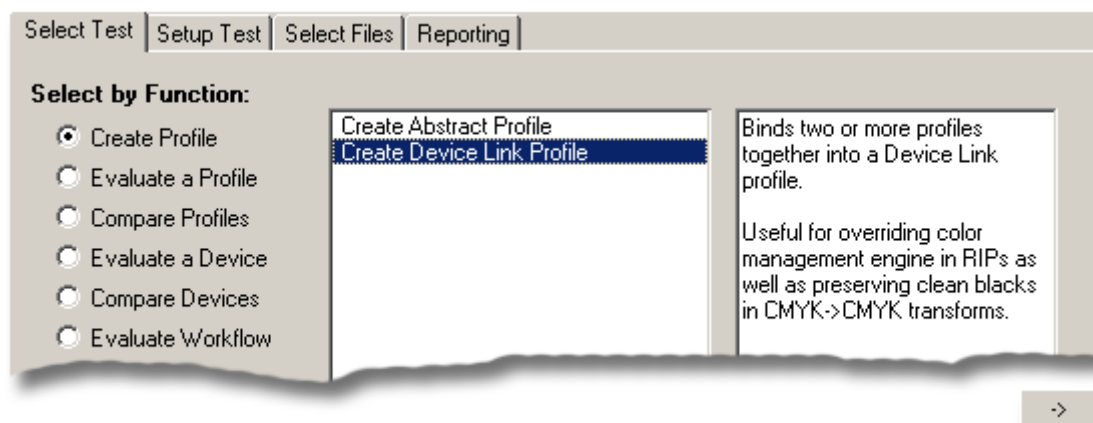 Select Test
Setup Test
Select Files
Reporting
Select by Function:
Create Profile
Evaluate a Profile
Compare Profiles
Evaluate a Device
Compare Devices
Evaluate Workflow
Create Abstract Profile
Create Device Link Profile
Binds two or more profiles
together into a Device Link
profile.
Useful for overriding color
management engine in RIPs as
well as preserving clean blacks
in CMYK->CMYK transforms.
->